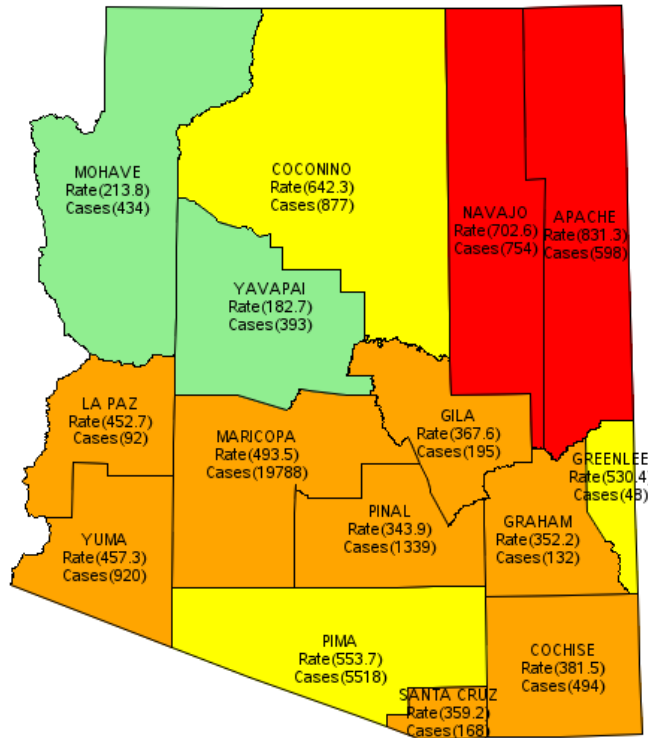 MOHAVE
Rate(213.8)
Cases(434)
COCONINO
Rate(642.3)
Cases(877)
NAVAJO
Rate(702.6)
Cases(754)
APACHE
Rate(831.3)
Cases(598)
YAVAPAI
Rate(182.7)
Cases(393)
LA PAZ
Rate(452.7)
Cases(92)
MARICOPA
Rate(493.5)
Cases(19788)
GILA
Rate(367.6)
Cases(195)
GREENLEE
Rate(530.4)
Cases(48)
YUMA
Rate(457.3)
Cases(920)
PINAL
Rate(343.9)
Cases(1339)
GRAHAM
Rate(352.2)
Cases(132)
PIMA
Rate(553.7)
Cases(5518)
COCHISE
Rate(381.5)
Cases(494)
SANTA CRUZ
Rate(359.2)
Cases(168)